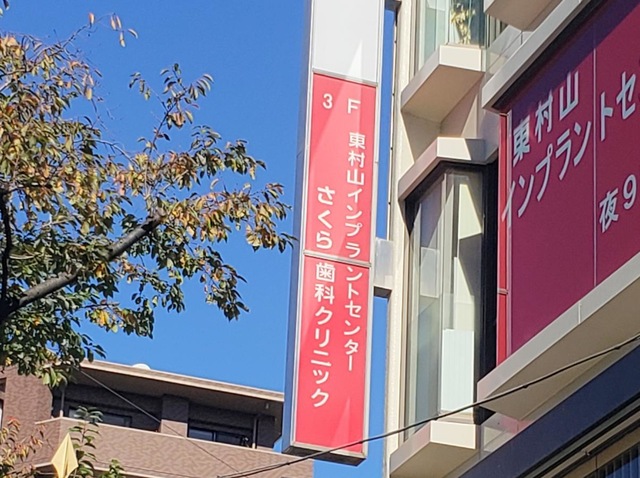 3F
東村山インプラントセンター
さくら歯科クリニック
東村山
インプラントセ
夜9